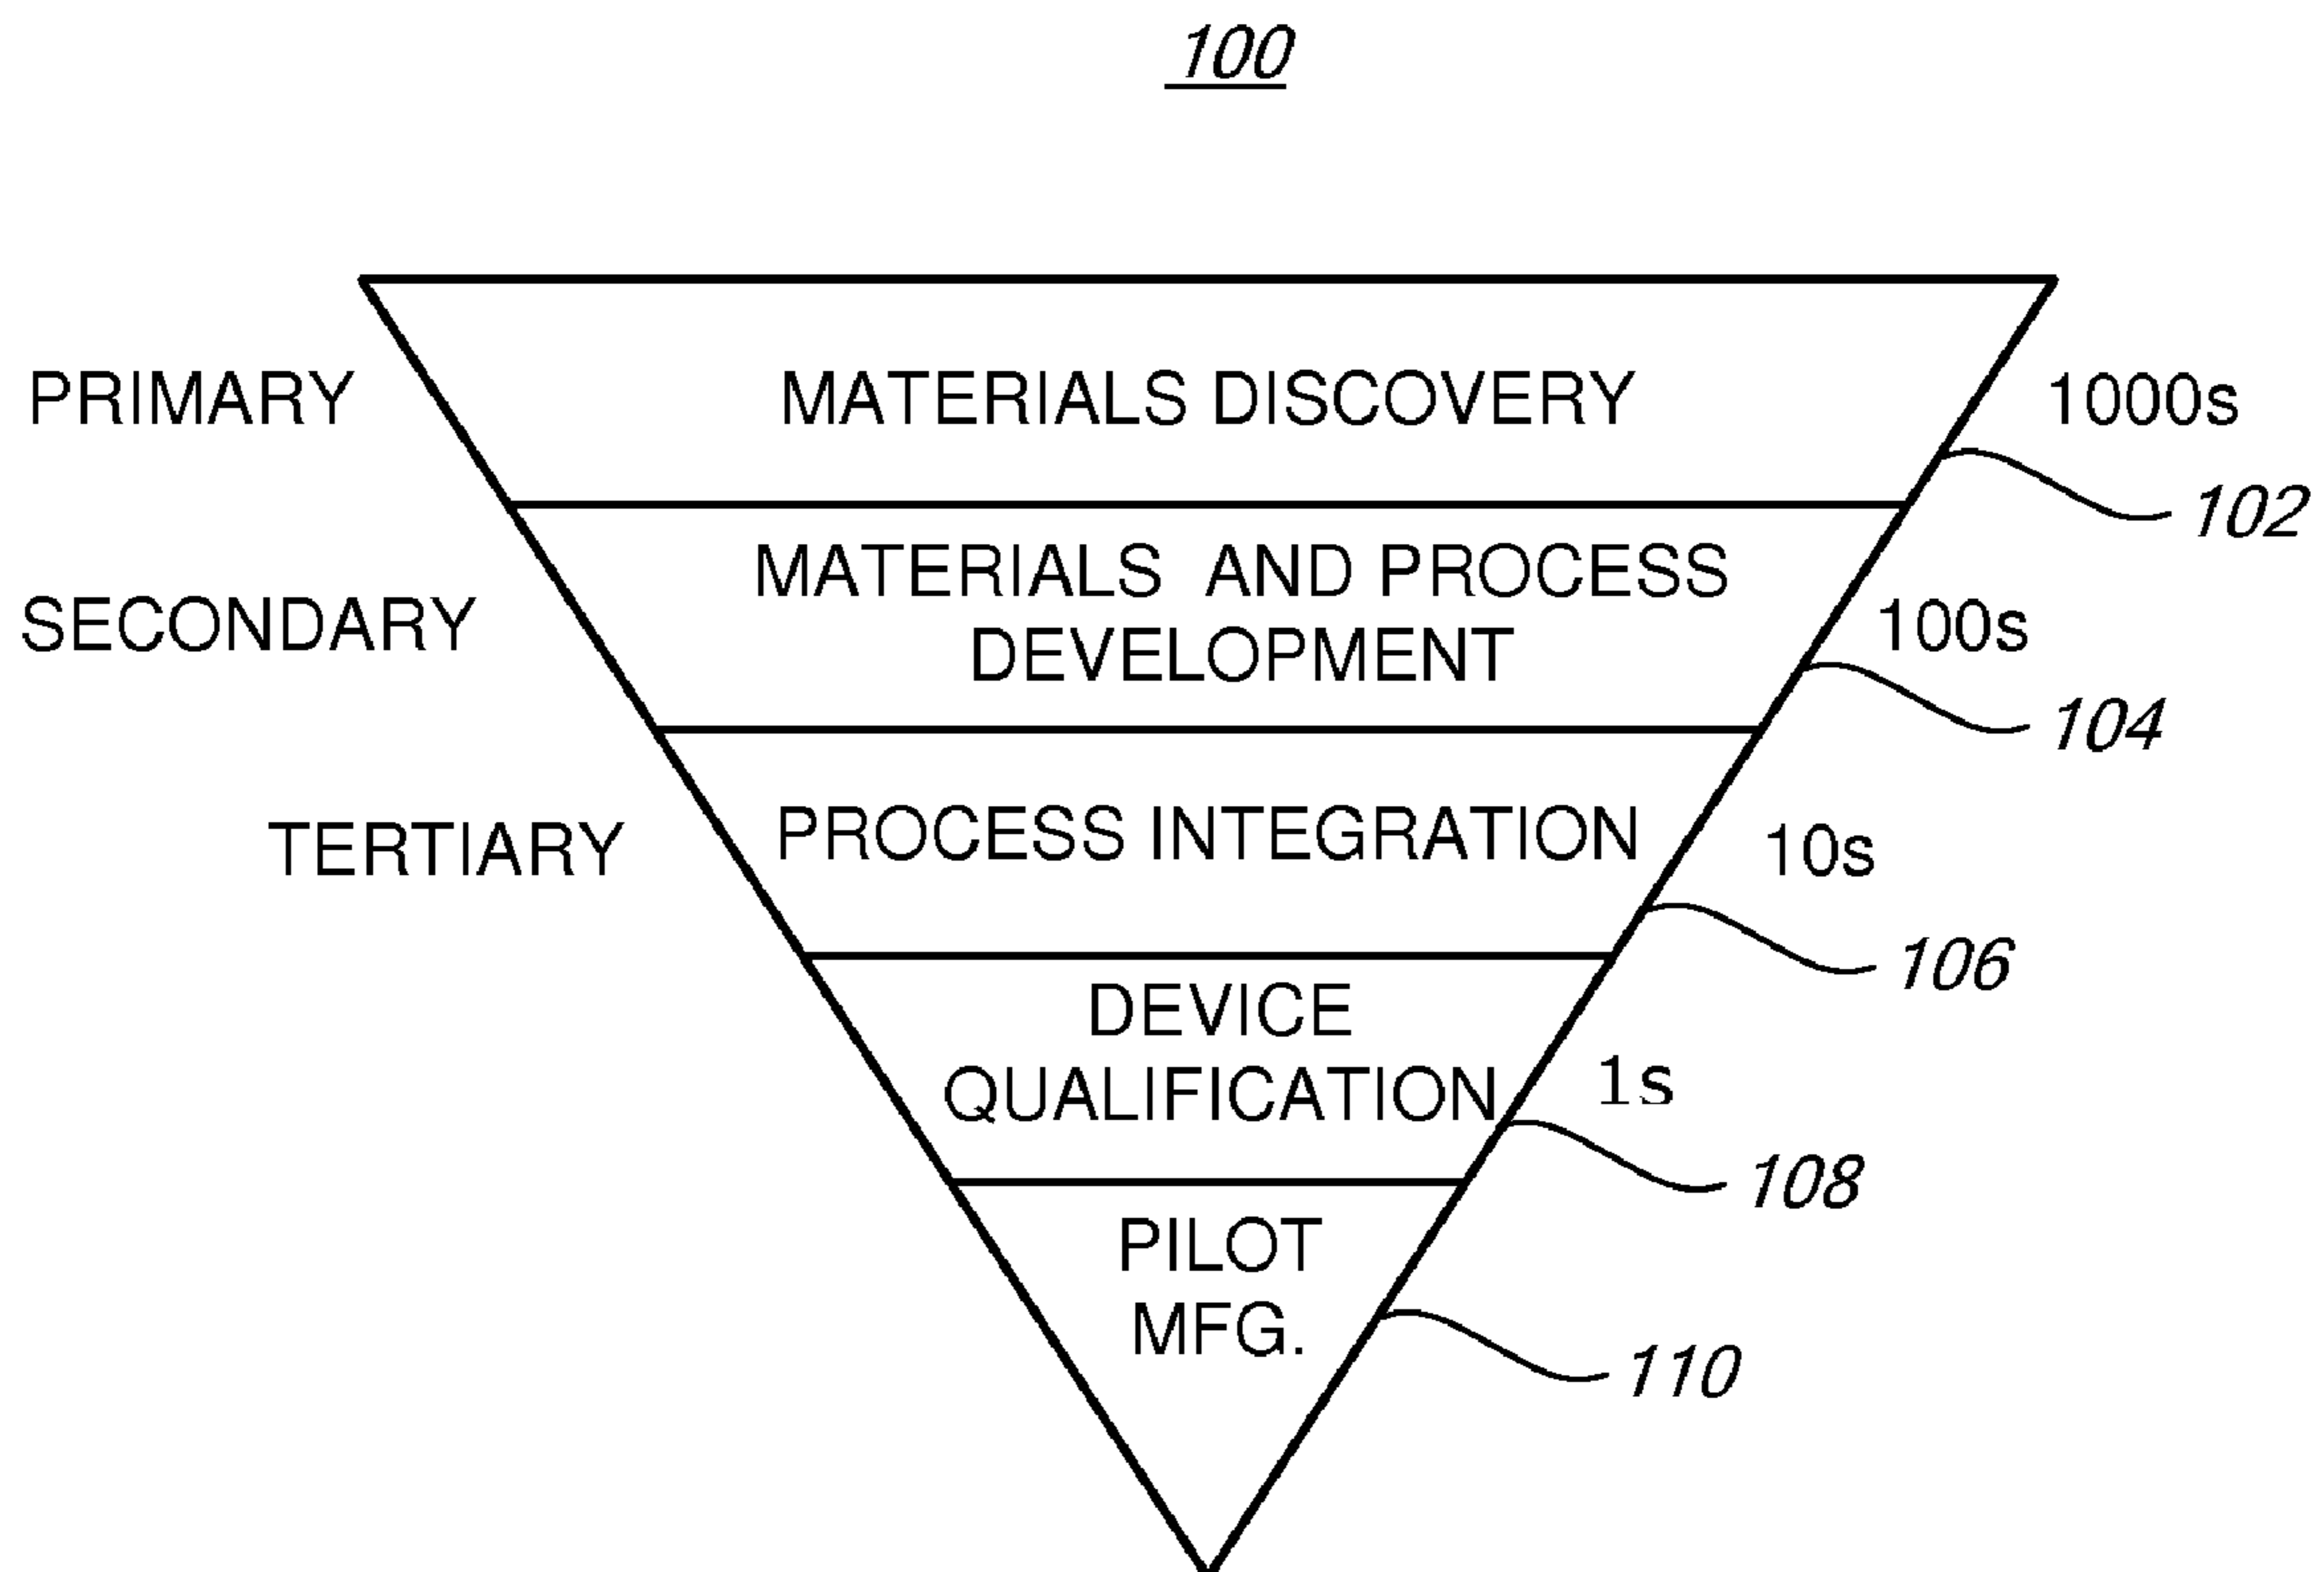 100
PRIMARY
MATERIALS DISCOVERY
1000s
102
SECONDARY
MATERIALS AND PROCESS
DEVELOPMENT
100s
104
TERTIARY
PROCESS INTEGRATION
10s
106
DEVICE
QUALIFICATION
1s
108
PILOT
MFG.
110